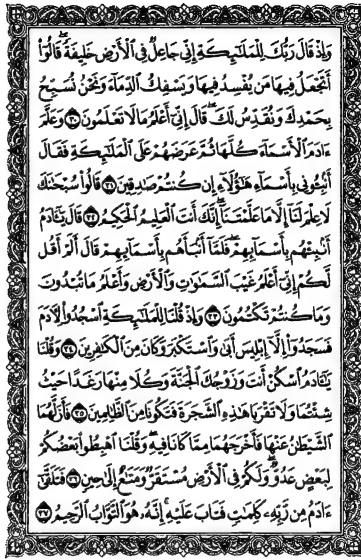 وَإِذْ قَالَ رَبُّكَ لِلْمَلَٰٓئِكَةِ إِنِّى جَاعِلٌ فِى ٱلْأَرْضِ خَلِيفَةً ۖ قَالُوٓا۟
أَتَجْعَلُ فِيهَا مَن يُفْسِدُ فِيهَا وَيَسْفِكُ ٱلدِّمَآءَ وَنَحْنُ نُسَبِّحُ
بِحَمْدِكَ وَنُقَدِّسُ لَكَ ۖ قَالَ إِنِّىٓ أَعْلَمُ مَا لَا تَعْلَمُونَ ٣٠ وَعَلَّمَ
ءَادَمَ ٱلْأَسْمَآءَ كُلَّهَا ثُمَّ عَرَضَهُمْ عَلَى ٱلْمَلَٰٓئِكَةِ فَقَالَ
أَنۢبِـُٔونِى بِأَسْمَآءِ هَٰٓؤُلَآءِ إِن كُنتُمْ صَٰدِقِينَ ٣١ قَالُوا۟ سُبْحَٰنَكَ
لَا عِلْمَ لَنَآ إِلَّا مَا عَلَّمْتَنَآ ۖ إِنَّكَ أَنتَ ٱلْعَلِيمُ ٱلْحَكِيمُ ٣٢ قَالَ يَٰٓـَٔادَمُ
أَنۢبِئْهُم بِأَسْمَآئِهِمْ ۖ فَلَمَّآ أَنۢبَأَهُم بِأَسْمَآئِهِمْ قَالَ أَلَمْ أَقُل
لَّكُمْ إِنِّىٓ أَعْلَمُ غَيْبَ ٱلسَّمَٰوَٰتِ وَٱلْأَرْضِ وَأَعْلَمُ مَا تُبْدُونَ
وَمَا كُنتُمْ تَكْتُمُونَ ٣٣ وَإِذْ قُلْنَا لِلْمَلَٰٓئِكَةِ ٱسْجُدُوا۟ لِـَٔادَمَ
فَسَجَدُوٓا۟ إِلَّآ إِبْلِيسَ أَبَىٰ وَٱسْتَكْبَرَ وَكَانَ مِنَ ٱلْكَٰفِرِينَ ٣٤ وَقُلْنَا
يَٰٓـَٔادَمُ ٱسْكُنْ أَنتَ وَزَوْجُكَ ٱلْجَنَّةَ وَكُلَا مِنْهَا رَغَدًا حَيْثُ
شِئْتُمَا وَلَا تَقْرَبَا هَٰذِهِ ٱلشَّجَرَةَ فَتَكُونَا مِنَ ٱلظَّٰلِمِينَ ٣٥ فَأَزَلَّهُمَا
ٱلشَّيْطَٰنُ عَنْهَا فَأَخْرَجَهُمَا مِمَّا كَانَا فِيهِ ۖ وَقُلْنَا ٱهْبِطُوا۟ بَعْضُكُمْ
لِبَعْضٍ عَدُوٌّ ۖ وَلَكُمْ فِى ٱلْأَرْضِ مُسْتَقَرٌّ وَمَتَٰعٌ إِلَىٰ حِينٍ ٣٦ فَتَلَقَّىٰٓ
ءَادَمُ مِن رَّبِّهِۦ كَلِمَٰتٍ فَتَابَ عَلَيْهِ ۚ إِنَّهُۥ هُوَ ٱلتَّوَّابُ ٱلرَّحِيمُ ٣٧